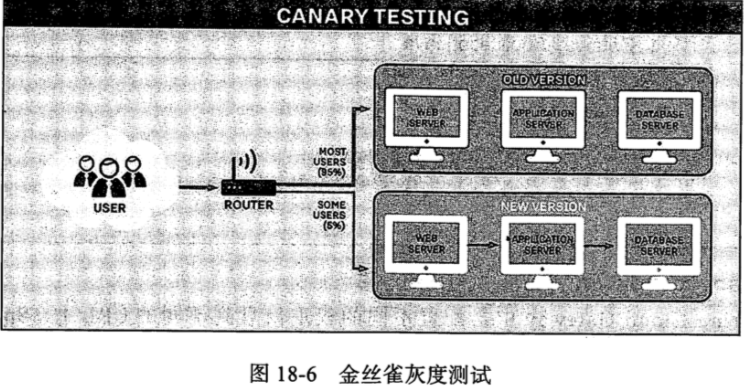 CANARY TESTING
OLD VERSION
WEB
SERVER
APPLICATION
SERVER
DATABASE
SERVER
MOST
USERS
(95%)
USER
ROUTER
SOME
USERS
(5%)
NEW VERSION
WEB
SERVER
APPLICATION
SERVER
DATABASE
SERVER
图 18-6 金丝雀灰度测试